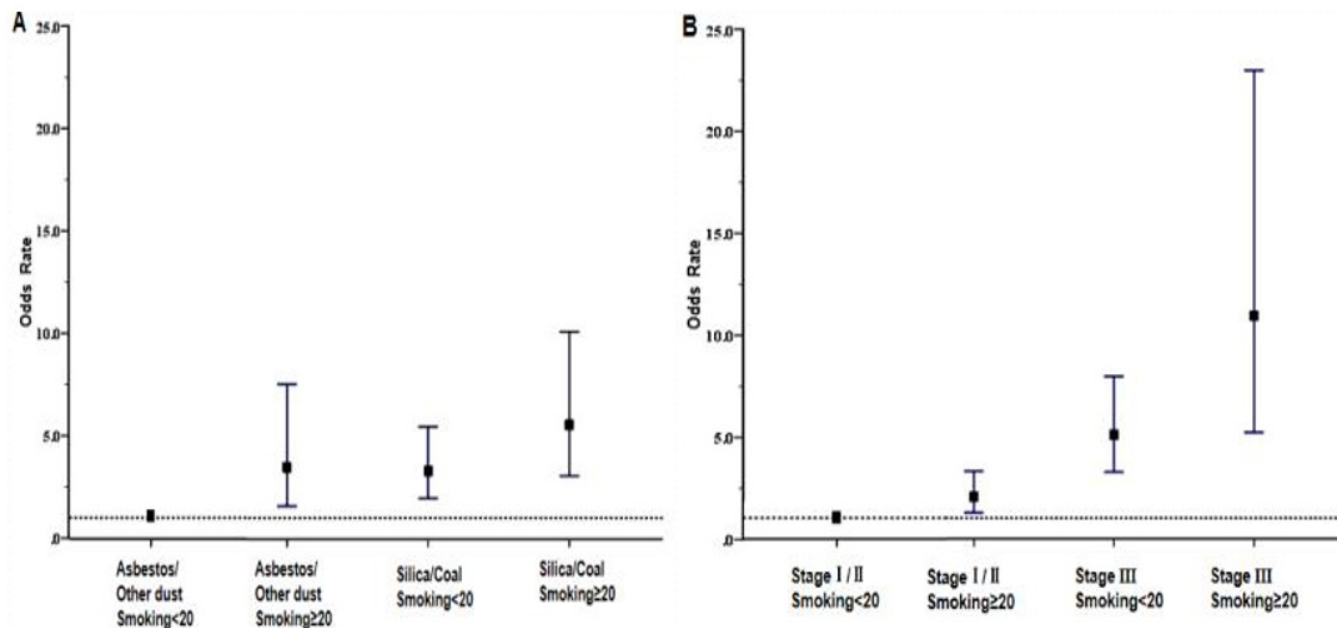 A
25.0
20.0
15.0
10.0
5.0
.0
Odds Rate
Asbestos/
Other dust
Smoking<20
Asbestos/
Other dust
Smoking≥20
Silica/Coal
Smoking<20
Silica/Coal
Smoking≥20
B
25.0
20.0
15.0
10.0
5.0
.0
Odds Rate
Stage Ⅰ/Ⅱ
Smoking<20
Stage Ⅰ/Ⅱ
Smoking≥20
Stage Ⅲ
Smoking<20
Stage Ⅲ
Smoking≥20